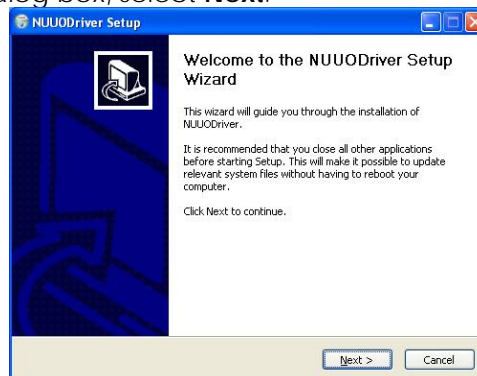 dialog box, select Next.
NUUODriver Setup
Welcome to the NUUODriver Setup
Wizard
This wizard will guide you through the installation of
NUUODriver.
It is recommended that you close all other applications
before starting Setup. This will make it possible to update
relevant system files without having to reboot your
computer.
Click Next to continue.
Next >
Cancel